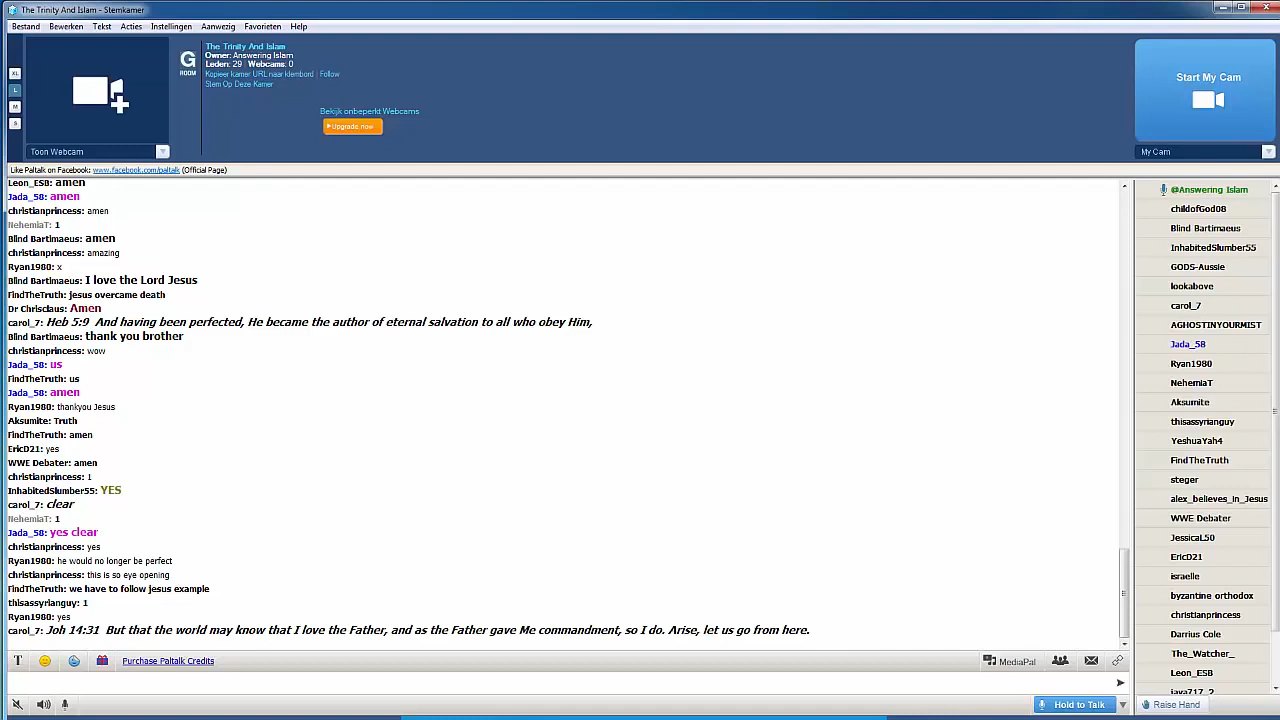 The Trinity And Islam - Stemkamer
Bestand Bewerken Tekst Acties Instellingen Aanwezig Favorieten Help
The Trinity And Islam
Owner: Answering Islam
Leden: 29 Webcams: 0
Kopieer kamer URL naar klembord | Follow
Stem Op Deze Kamer
G
ROOM
XL
L
M
S
Bekijk onbeperkt Webcams
Upgrade now
Start My Cam
Toon Webcam
My Cam
Like Paltalk on Facebook: www.facebook.com/paltalk (Official Page)
Leon_ESB: amen
Jada_58: amen
christianprincess: amen
NehemiaT: 1
Blind Bartimaeus: amen
christianprincess: amazing
Ryan1980: x
Blind Bartimaeus: I love the Lord Jesus
FindTheTruth: jesus overcame death
Dr Chrisclaus: Amen
carol_7: Heb 5:9 And having been perfected, He became the author of eternal salvation to all who obey Him,
Blind Bartimaeus: thank you brother
christianprincess: wow
Jada_58: us
FindTheTruth: us
Jada_58: amen
Ryan1980: thankyou Jesus
Aksumite: Truth
FindTheTruth: amen
EricD21: yes
WWE Debater: amen
christianprincess: 1
InhabitedSlumber55: YES
carol_7: clear
NehemiaT: 1
Jada_58: yes clear
christianprincess: yes
Ryan1980: he would no longer be perfect
christianprincess: this is so eye opening
FindTheTruth: we have to follow jesus example
thisassyrianguy: 1
Ryan1980: yes
carol_7: Joh 14:31 But that the world may know that I love the Father, and as the Father gave Me commandment, so I do. Arise, let us go from here.
@Answering Islam
childofGod08
Blind Bartimaeus
InhabitedSlumber55
GODS-Aussie
lookabove
carol_7
AGHOSTINYOURMIST
Jada_58
Ryan1980
NehemiaT
Aksumite
thisassyrianguy
YeshuaYah4
FindTheTruth
steger
alex_believes_in_Jesus
WWE Debater
JessicaL50
EricD21
israelle
byzantine orthodox
christianprincess
Darrius Cole
The_Watcher_
Leon_ESB
java717_2
T
Purchase Paltalk Credits
MediaPal
Hold to Talk
Raise Hand